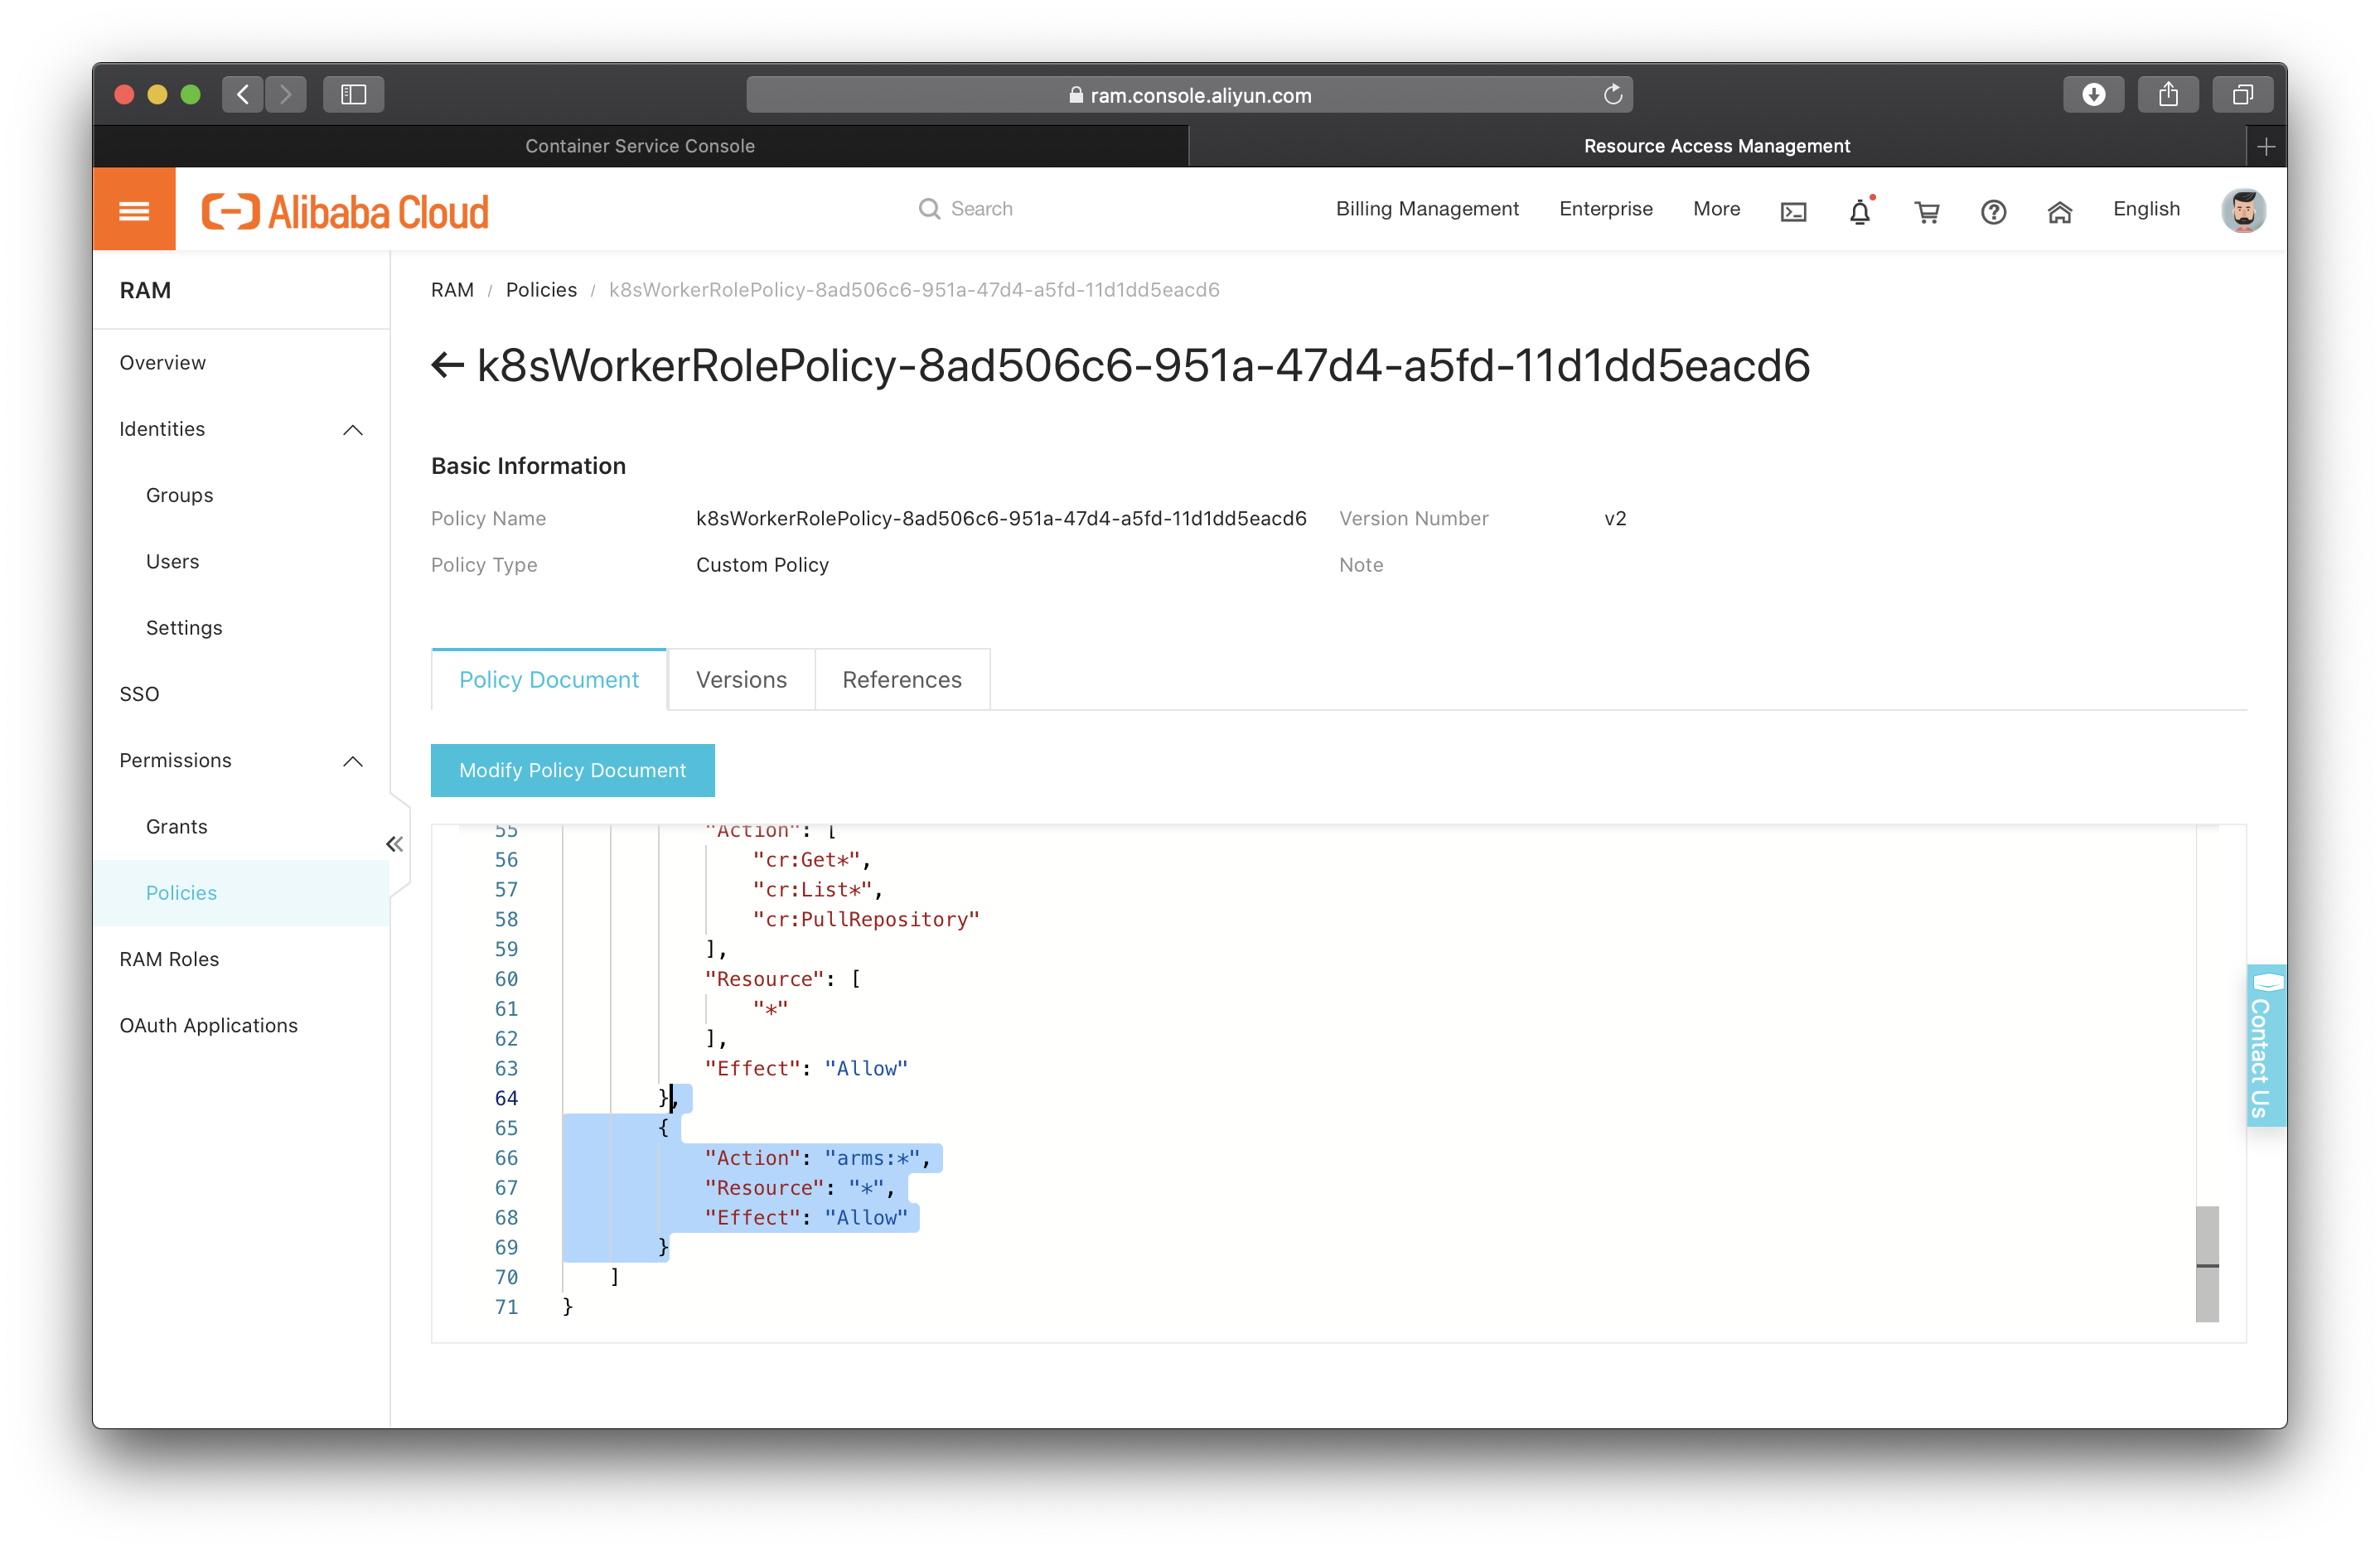 ram.console.aliyun.com
Container Service Console
Resource Access Management
Alibaba Cloud
Search
Billing Management
Enterprise
More
English
RAM
Overview
Identities
Groups
Users
Settings
SSO
Permissions
Grants
Policies
RAM Roles
OAuth Applications
RAM / Policies / k8sWorkerRolePolicy-8ad506c6-951a-47d4-a5fd-11d1dd5eacd6
k8sWorkerRolePolicy-8ad506c6-951a-47d4-a5fd-11d1dd5eacd6
Basic Information
Policy Name k8sWorkerRolePolicy-8ad506c6-951a-47d4-a5fd-11d1dd5eacd6 Version Number v2
Policy Type Custom Policy Note
Policy Document Versions References
Modify Policy Document
55 "Action": [
56 "cr:Get*",
57 "cr:List*",
58 "cr:PullRepository"
59 ],
60 "Resource": [
61 "*"
62 ],
63 "Effect": "Allow"
64 },
65 {
66 "Action": "arms:*",
67 "Resource": "*",
68 "Effect": "Allow"
69 }
70 ]
71 }
Contact Us